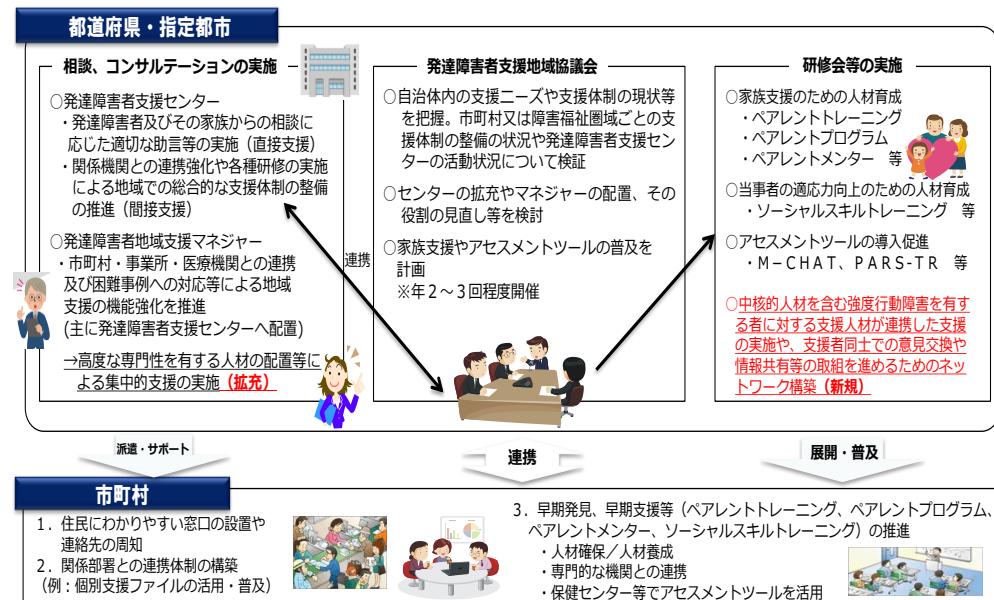 都道府県・指定都市
相談、コンサルテーションの実施
○発達障害者支援センター
・発達障害者及びその家族からの相談に
応じた適切な助言等の実施（直接支援）
・関係機関との連携強化や各種研修の実施
による地域での総合的な支援体制の整備
の推進（間接支援）
○発達障害者地域支援マネジャー
・市町村・事業所・医療機関との連携
及び困難事例への対応等による地域
支援の機能強化を推進
(主に発達障害者支援センターへ配置)
→高度な専門性を有する人材の配置等に
よる集中的支援の実施（拡充）
連携
発達障害者支援地域協議会
○自治体内の支援ニーズや支援体制の現状等
を把握。市町村又は障害福祉圏域ごとの支
援体制の整備の状況や発達障害者支援セン
ターの活動状況について検証
○センターの拡充やマネジャーの配置、その
役割の見直し等を検討
○家族支援やアセスメントツールの普及を
計画
※年２～３回程度開催
研修会等の実施
○家族支援のための人材育成
・ペアレントトレーニング
・ペアレントプログラム
・ペアレントメンター　等
○当事者の適応力向上のための人材育成
・ソーシャルスキルトレーニング　等
○アセスメントツールの導入促進
・Ｍ－ＣＨＡＴ、PARS-TR　等
○中核的人材を含む強度行動障害を有す
る者に対する支援人材が連携した支援
の実施や、支援者同士での意見交換や
情報共有等の取組を進めるためのネッ
トワーク構築（新規）
派遣・サポート
連携
展開・普及
市町村
１．住民にわかりやすい窓口の設置や
連絡先の周知
２．関係部署との連携体制の構築
（例：個別支援ファイルの活用・普及）
３．早期発見、早期支援等（ペアレントトレーニング、ペアレントプログラム、
ペアレントメンター、ソーシャルスキルトレーニング）の推進
・人材確保／人材養成
・専門的な機関との連携
・保健センター等でアセスメントツールを活用